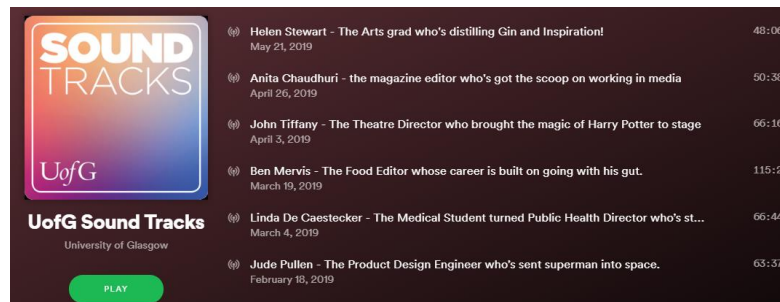 SOUND
TRACKS
UofG
UofG Sound Tracks
University of Glasgow
PLAY
Helen Stewart - The Arts grad who's distilling Gin and Inspiration!
48:06
May 21, 2019
Anita Chaudhuri - the magazine editor who's got the scoop on working in media
50:38
April 26, 2019
John Tiffany - The Theatre Director who brought the magic of Harry Potter to stage
66:16
April 3, 2019
Ben Mervis - The Food Editor whose career is built on going with his gut.
March 19, 2019
Linda De Caestecker - The Medical Student turned Public Health Director who's st...
66:44
March 4, 2019
Jude Pullen - The Product Design Engineer who's sent superman into space.
63:37
February 18, 2019